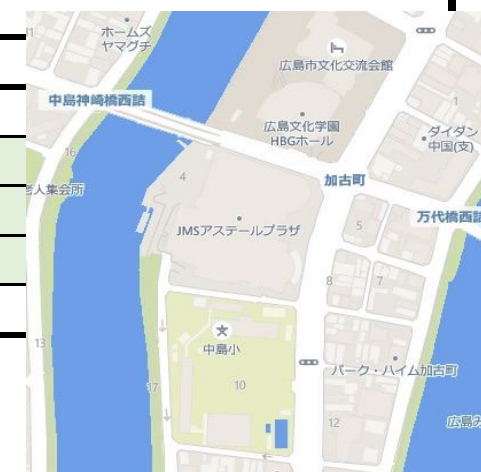 ホームズ
ヤマグチ
広島市文化交流会館
中島神崎橋西詰
広島文化学園
HBGホール
1
ダイダン
中国(支)
16
4
加古町
老人集会所
万代橋西詰
JMSアステールプラザ
5
8
7
13
中島小
パーク・ハイム加古町
17
10
12
広島み